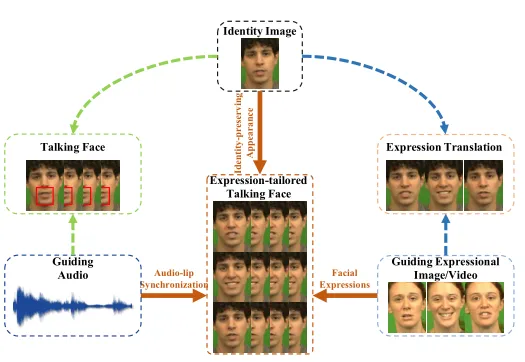 Identity Image
Identity-preserving
Appearance
Talking Face
Expression Translation
Expression-tailored
Talking Face
Guiding
Audio
Audio-lip
Synchronization
Facial
Expressions
Guiding Expressional
Image/Video